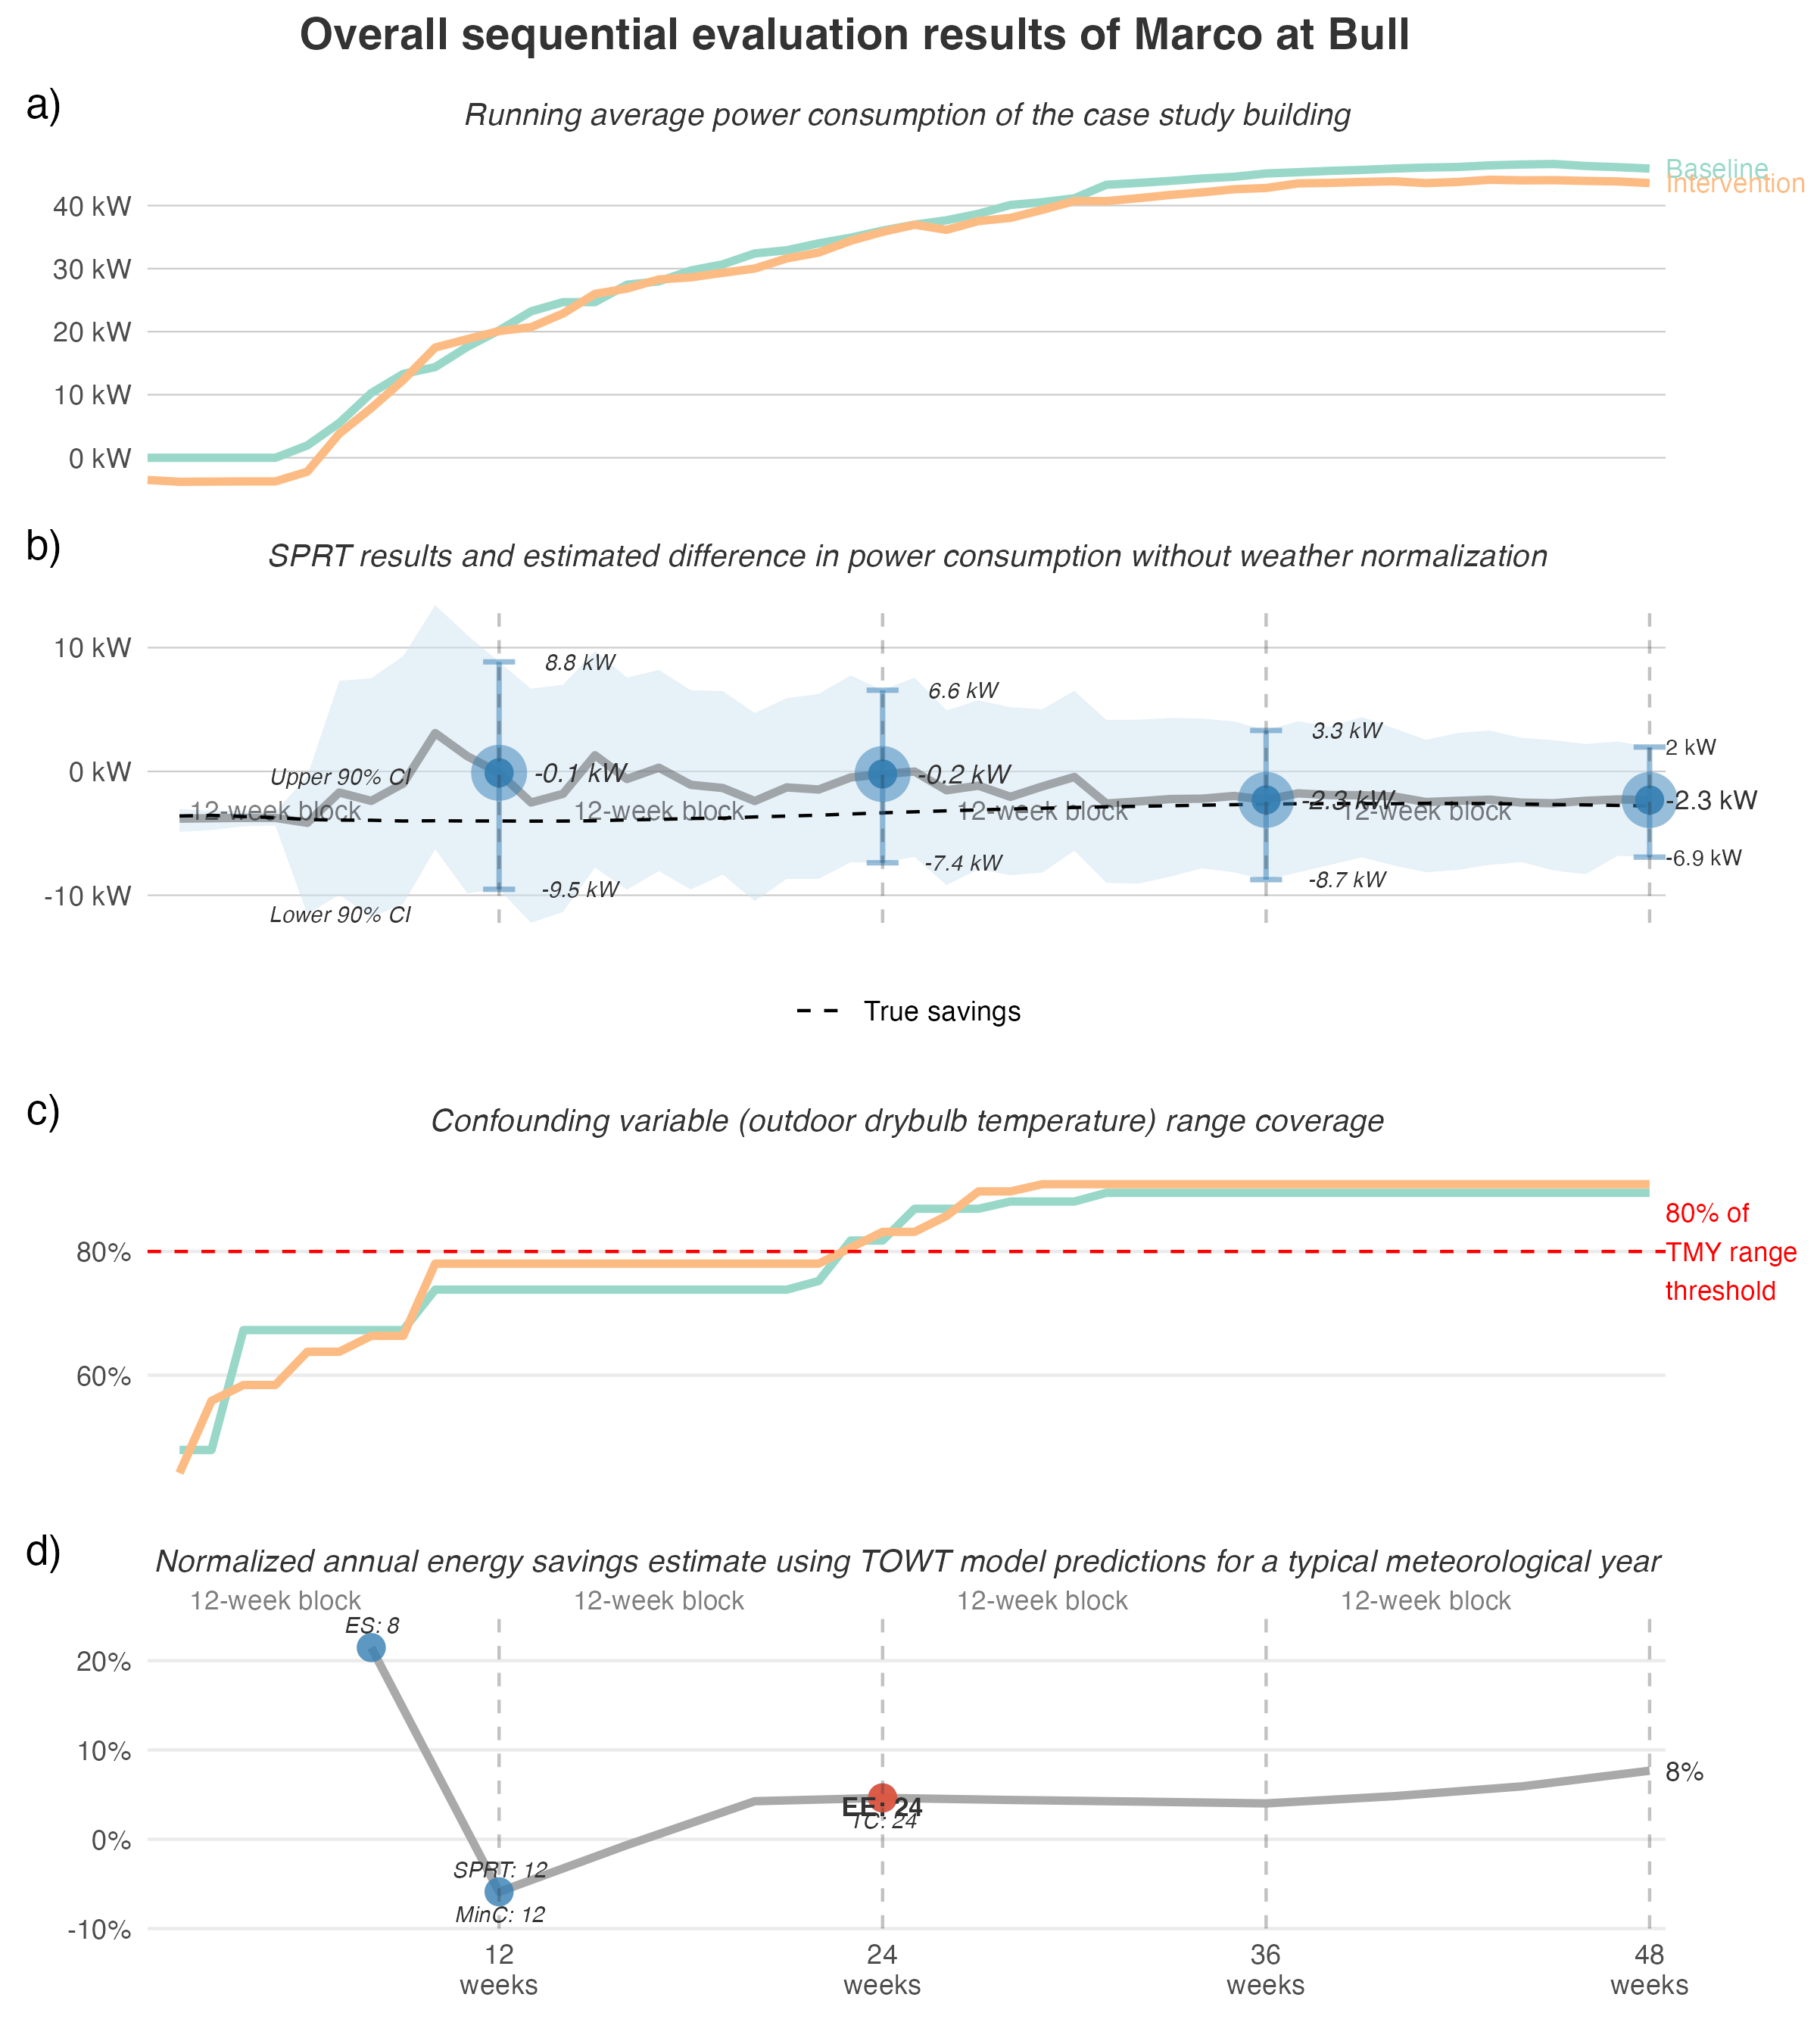 Overall sequential evaluation results of Marco at Bull
a)
Running average power consumption of the case study building
Baseline
Intervention
40 kW
30 kW
20 kW
10 kW
0 kW
b)
SPRT results and estimated difference in power consumption without weather normalization
10 kW
0 kW
-10 kW
8.8 kW
6.6 kW
3.3 kW
2 kW
Upper 90% CI
-0.1 kW
-0.2 kW
-2.3 kW
-2.3 kW
12-week block
12-week block
12-week block
12-week block
-9.5 kW
-7.4 kW
-8.7 kW
-6.9 kW
Lower 90% CI
True savings
c)
Confounding variable (outdoor drybulb temperature) range coverage
80%
60%
80% of
TMY range
threshold
d)
Normalized annual energy savings estimate using TOWT model predictions for a typical meteorological year
12-week block
12-week block
12-week block
12-week block
ES: 8
20%
10%
0%
-10%
8%
EE: 24
TC: 24
SPRT: 12
MinC: 12
12
weeks
24
weeks
36
weeks
48
weeks